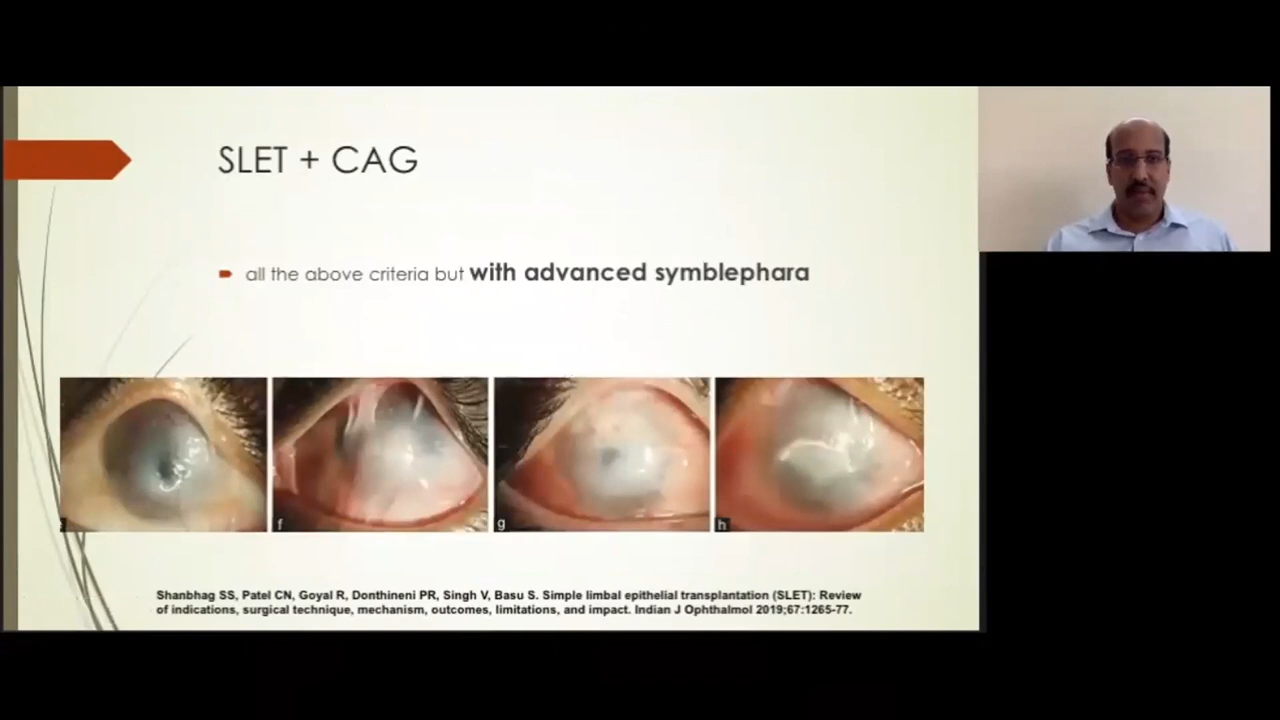 SLET + CAG
all the above criteria but with advanced symblephara
f
g
h
Shanbhag SS, Patel CN, Goyal R, Donthineni PR, Singh V, Basu S. Simple limbal epithelial transplantation (SLET): Review
of indications, surgical technique, mechanism, outcomes, limitations, and impact. Indian J Ophthalmol 2019;67:1265-77.